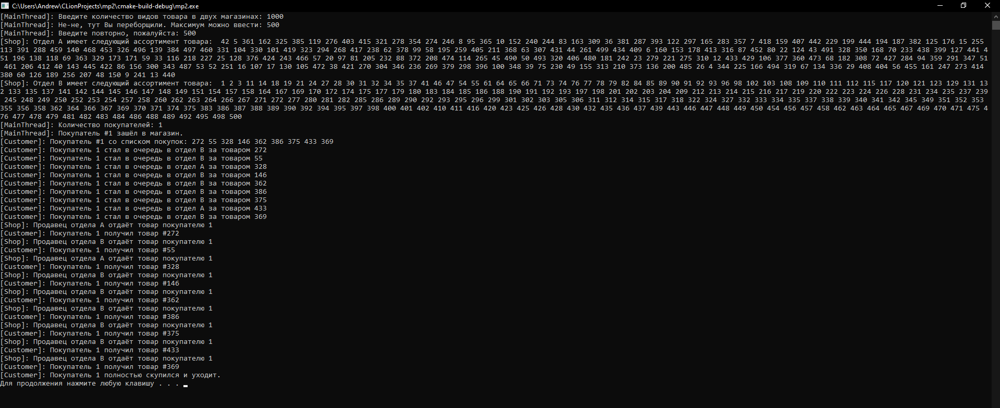 C:\Users\Andrew\CLionProjects\mp2\cmake-build-debug\mp2.exe
[MainThread]: Введите количество видов товара в двух магазинах: 1000
[MainThread]: Не-не, тут Вы переборщили. Максимум можно ввести: 500
[MainThread]: Введите повторно, пожалуйста: 500
[Shop]: Отдел A имеет следующий ассортимент товара:  42 5 361 162 325 385 119 276 403 415 321 278 354 274 246 8 95 365 10 152 240 244 83 163 309 36 381 287 393 122 297 165 283 357 7 418 159 407 442 229 199 444 194 187 382 125 176 15 255
113 391 288 459 140 468 453 326 496 139 384 497 460 331 104 330 101 419 323 294 268 417 238 62 378 99 58 195 259 405 211 368 63 307 431 44 261 499 434 409 6 160 153 178 413 316 87 452 80 22 124 43 491 328 350 168 70 233 438 399 127 441 4
51 196 138 118 69 363 329 173 171 59 33 116 218 227 25 128 376 424 243 466 57 20 97 81 205 232 88 372 208 474 114 265 45 490 50 493 320 406 480 181 242 23 279 221 275 310 12 433 429 106 377 360 473 68 182 308 72 427 284 94 359 291 347 51
461 206 412 40 143 445 422 86 156 300 343 487 53 52 251 16 107 17 130 105 472 38 421 270 304 346 236 269 379 298 396 100 348 39 75 230 49 155 313 210 373 136 200 485 26 4 344 225 166 494 319 67 134 336 29 408 404 56 455 161 247 273 414
380 60 126 189 256 207 48 150 9 241 13 440
[Shop]: Отдел B имеет следующий ассортимент товара:  1 2 3 11 14 18 19 21 24 27 28 30 31 32 34 35 37 41 46 47 54 55 61 64 65 66 71 73 74 76 77 78 79 82 84 85 89 90 91 92 93 96 98 102 103 108 109 110 111 112 115 117 120 121 123 129 131 13
2 133 135 137 141 142 144 145 146 147 148 149 151 154 157 158 164 167 169 170 172 174 175 177 179 180 183 184 185 186 188 190 191 192 193 197 198 201 202 203 204 209 212 213 214 215 216 217 219 220 222 223 224 226 228 231 234 235 237 239
245 248 249 250 252 253 254 257 258 260 262 263 264 266 267 271 272 277 280 281 282 285 286 289 290 292 293 295 296 299 301 302 303 305 306 311 312 314 315 317 318 322 324 327 332 333 334 335 337 338 339 340 341 342 345 349 351 352 353
355 356 358 362 364 366 367 369 370 371 374 375 383 386 387 388 389 390 392 394 395 397 398 400 401 402 410 411 416 420 423 425 426 428 430 432 435 436 437 439 443 446 447 448 449 450 454 456 457 458 462 463 464 465 467 469 470 471 475 4
76 477 478 479 481 482 483 484 486 488 489 492 495 498 500
[MainThread]: Количество покупателей: 1
[MainThread]: Покупатель #1 зашёл в магазин.
[Customer]: Покупатель #1 со списком покупок: 272 55 328 146 362 386 375 433 369
[Customer]: Покупатель 1 стал в очередь в отдел B за товаром 272
[Customer]: Покупатель 1 стал в очередь в отдел B за товаром 55
[Customer]: Покупатель 1 стал в очередь в отдел A за товаром 328
[Customer]: Покупатель 1 стал в очередь в отдел B за товаром 146
[Customer]: Покупатель 1 стал в очередь в отдел B за товаром 362
[Customer]: Покупатель 1 стал в очередь в отдел B за товаром 386
[Customer]: Покупатель 1 стал в очередь в отдел B за товаром 375
[Customer]: Покупатель 1 стал в очередь в отдел A за товаром 433
[Customer]: Покупатель 1 стал в очередь в отдел B за товаром 369
[Shop]: Продавец отдела A отдаёт товар покупателю 1
[Customer]: Покупатель 1 получил товар #272
[Shop]: Продавец отдела B отдаёт товар покупателю 1
[Customer]: Покупатель 1 получил товар #55
[Shop]: Продавец отдела A отдаёт товар покупателю 1
[Customer]: Покупатель 1 получил товар #328
[Shop]: Продавец отдела B отдаёт товар покупателю 1
[Customer]: Покупатель 1 получил товар #146
[Shop]: Продавец отдела B отдаёт товар покупателю 1
[Customer]: Покупатель 1 получил товар #362
[Shop]: Продавец отдела B отдаёт товар покупателю 1
[Customer]: Покупатель 1 получил товар #386
[Shop]: Продавец отдела B отдаёт товар покупателю 1
[Customer]: Покупатель 1 получил товар #375
[Shop]: Продавец отдела B отдаёт товар покупателю 1
[Customer]: Покупатель 1 получил товар #433
[Shop]: Продавец отдела B отдаёт товар покупателю 1
[Customer]: Покупатель 1 получил товар #369
[Customer]: Покупатель 1 полностью скупился и уходит.
Для продолжения нажмите любую клавишу . . .